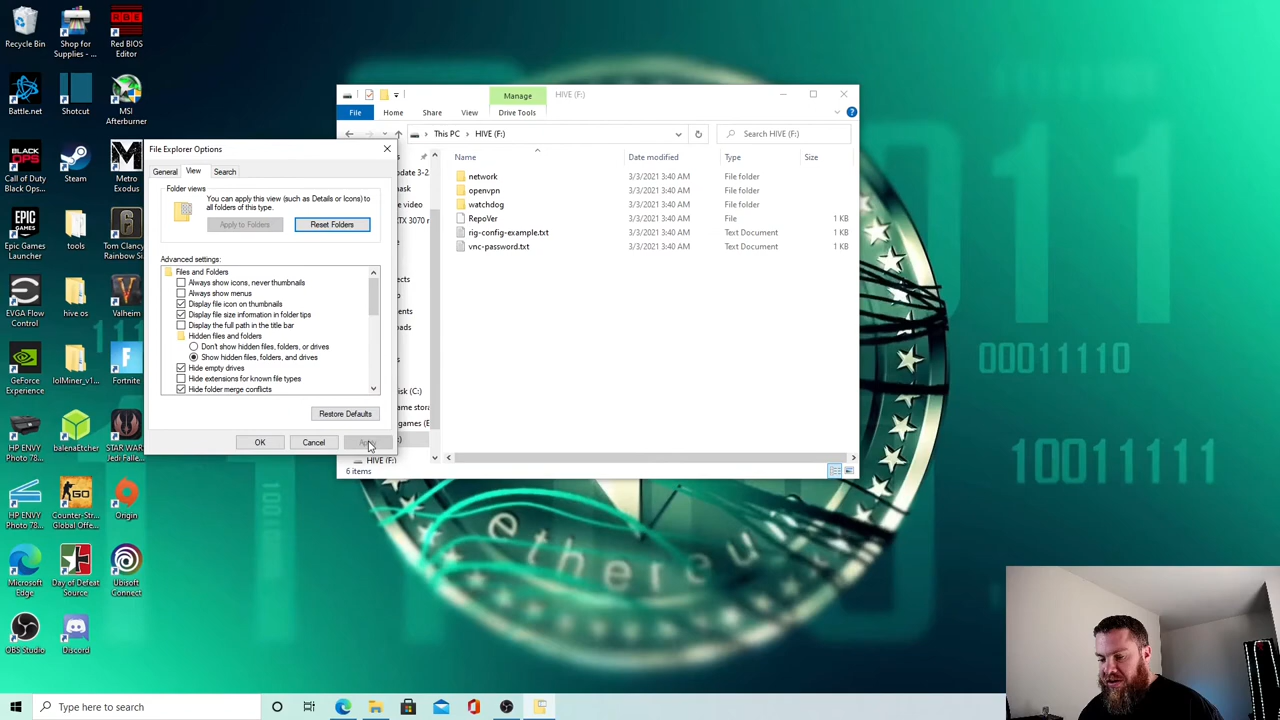 Recycle Bin
Shop for
Supplies - ...
Red BIOS
Editor
Battle.net
Shotcut
MSI
Afterburner
BLACK
OPS
Call of Duty
Black Ops...
Steam
Metro
Exodus
EPIC
GAMES
Epic Games
Launcher
tools
Tom Clancy
Rainbow Si...
EVGA Flow
Control
hive os
Valheim
GeForce
Experience
lolMiner_v1...
Fortnite
HP ENVY
Photo 78...
balenaEtcher
STAR WARS
Jedi Falle...
HP ENVY
Photo 78...
Counter-Str...
Global Offe...
Origin
Microsoft
Edge
Day of Defeat
Source
Ubisoft
Connect
OBS Studio
Discord
File Explorer Options
General
View
Search
Folder views
You can apply this view (such as Details or Icons) to
all folders of this type.
Apply to Folders
Reset Folders
Advanced settings:
Files and Folders
Always show icons, never thumbnails
Always show menus
Display file icon on thumbnails
Display file size information in folder tips
Display the full path in the title bar
Hidden files and folders
Don't show hidden files, folders, or drives
Show hidden files, folders, and drives
Hide empty drives
Hide extensions for known file types
Hide folder merge conflicts
Restore Defaults
OK
Cancel
Manage
HIVE (F:)
File
Home
Share
View
Drive Tools
This PC
HIVE (F:)
Search HIVE (F:)
Name
Date modified
Type
Size
network 3/3/2021 3:40 AM File folder
openvpn 3/3/2021 3:40 AM File folder
watchdog 3/3/2021 3:40 AM File folder
RepoVer 3/3/2021 3:40 AM File 1 KB
rig-config-example.txt 3/3/2021 3:40 AM Text Document 1 KB
vnc-password.txt 3/3/2021 3:40 AM Text Document 1 KB
HIVE (F:)
6 items
00011110
10011111
ethereum
Type here to search